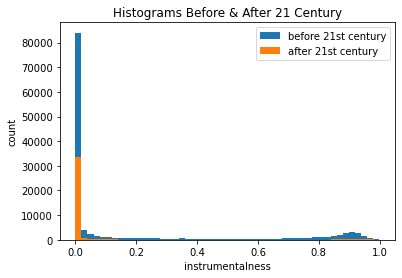 Histograms Before & After 21 Century
before 21st century
after 21st century
80000
70000
60000
50000
40000
30000
20000
10000
0
count
0.0 0.2 0.4 0.6 0.8 1.0
instrumentalness